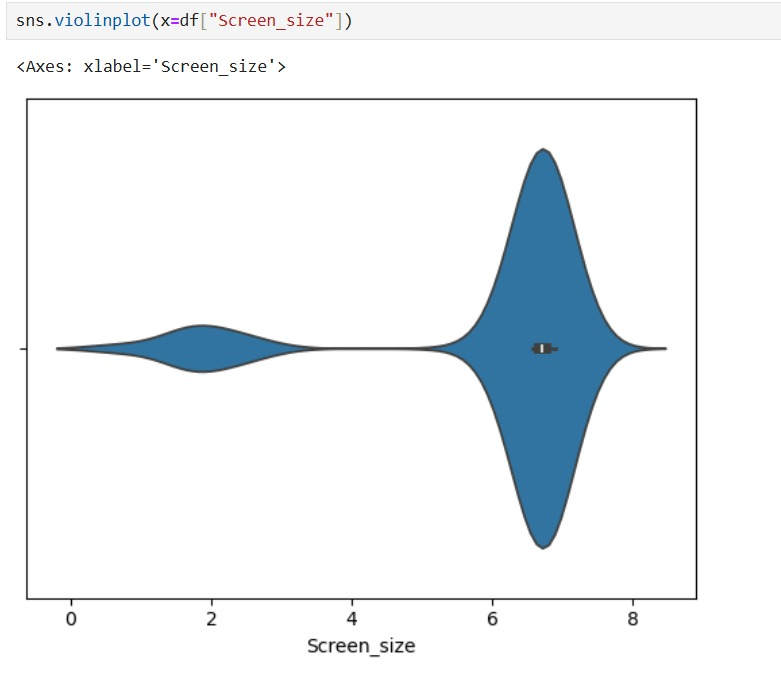 sns.violinplot(x=df["Screen_size"])
<Axes: xlabel='Screen_size'>
0 2 4 6 8
Screen_size